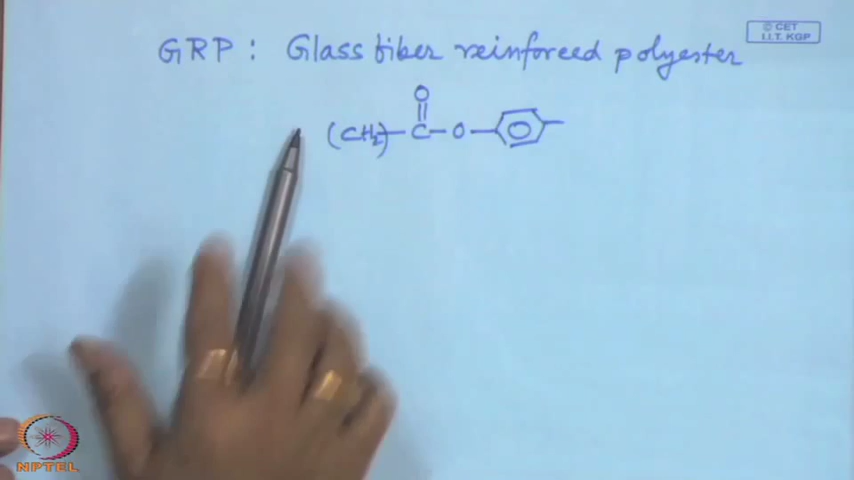 © CET
I.I.T. KGP
GRP : Glass fiber reinforced polyester
O
(CH2)— C — O —
NPTEL